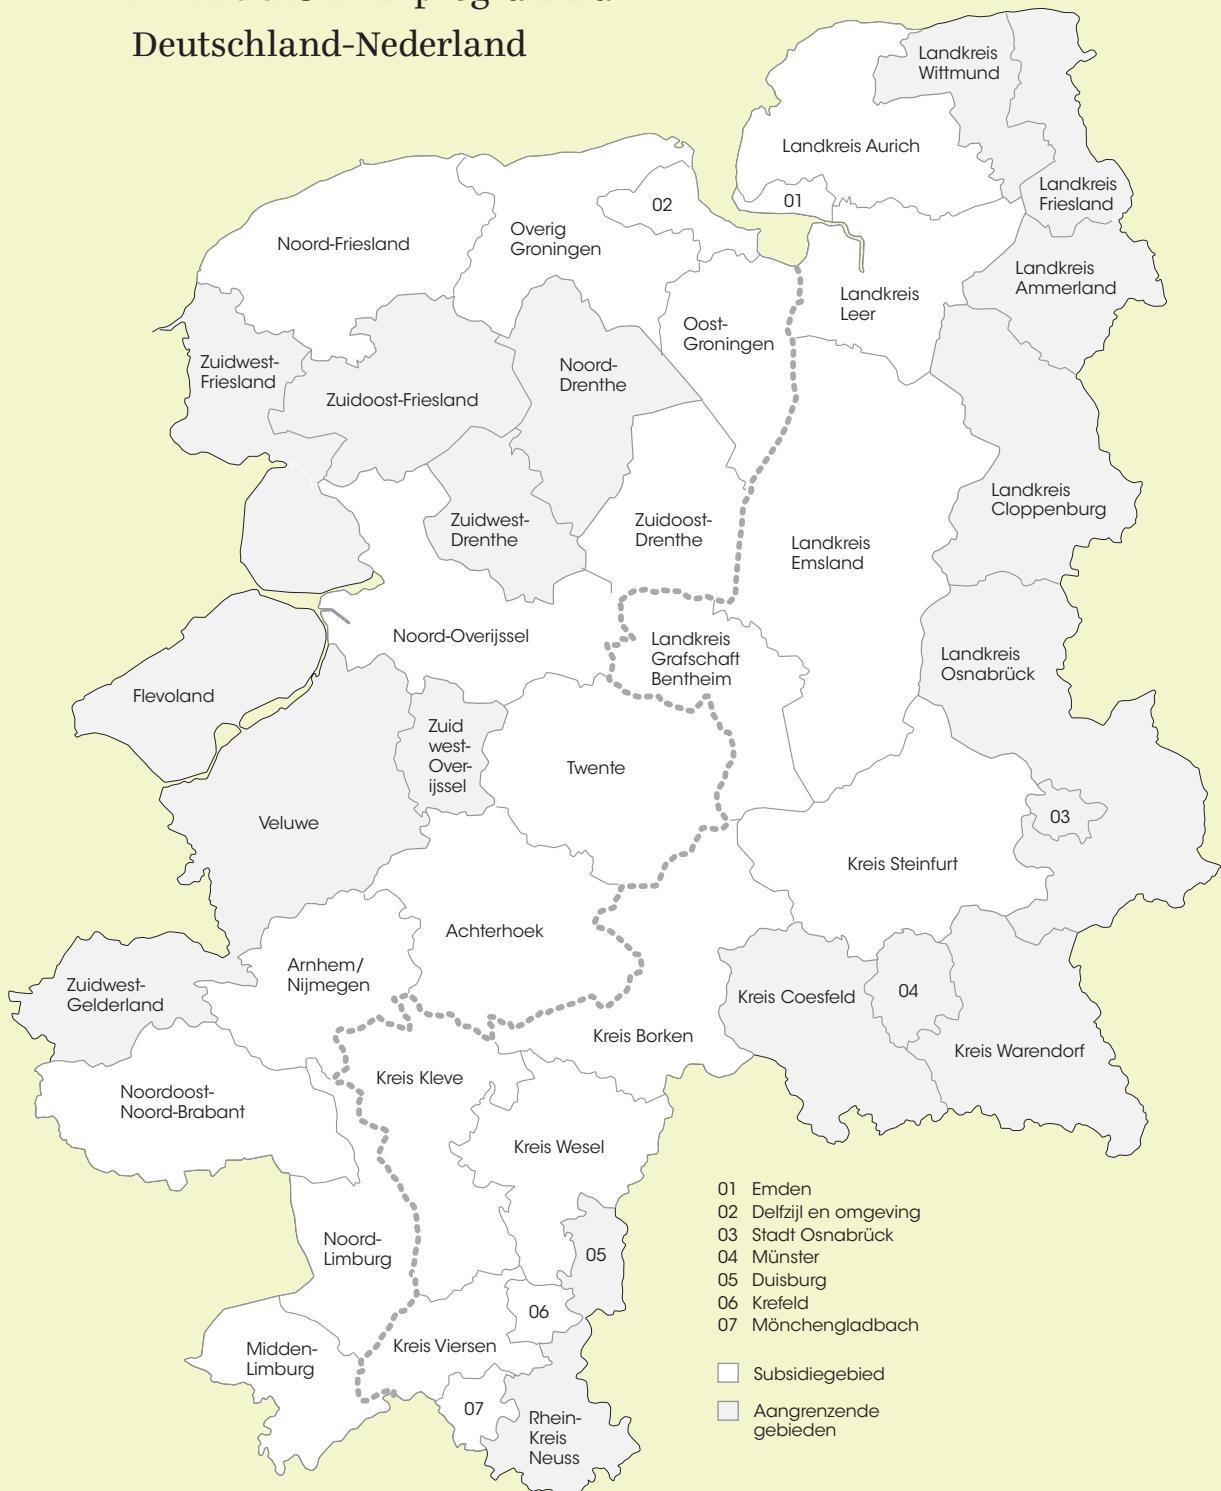 programma
Deutschland-Nederland
Landkreis
Wittmund
Landkreis Aurich
Landkreis
Friesland
01
02
Noord-Friesland
Overig
Groningen
Landkreis
Ammerland
Landkreis
Leer
Oost-
Groningen
Zuidwest-
Friesland
Noord-
Drenthe
Zuidoost-Friesland
Landkreis
Cloppenburg
Zuidwest-
Drenthe
Zuidoost-
Drenthe
Landkreis
Emsland
Noord-Overijssel
Landkreis
Grafschaft
Bentheim
Landkreis
Osnabrück
Flevoland
Zuid
west-
Over-
ijssel
Twente
Veluwe
03
Kreis Steinfurt
Achterhoek
Arnhem/
Nijmegen
Zuidwest-
Gelderland
Kreis Coesfeld
04
Kreis Borken
Kreis Warendorf
Kreis Kleve
Noordoost-
Noord-Brabant
Kreis Wesel
Noord-
Limburg
05
06
Kreis Viersen
Midden-
Limburg
07
Rhein-
Kreis
Neuss
01 Emden
02 Delfzijl en omgeving
03 Stadt Osnabrück
04 Münster
05 Duisburg
06 Krefeld
07 Mönchengladbach
Subsidiegebied
Aangrenzende
gebieden